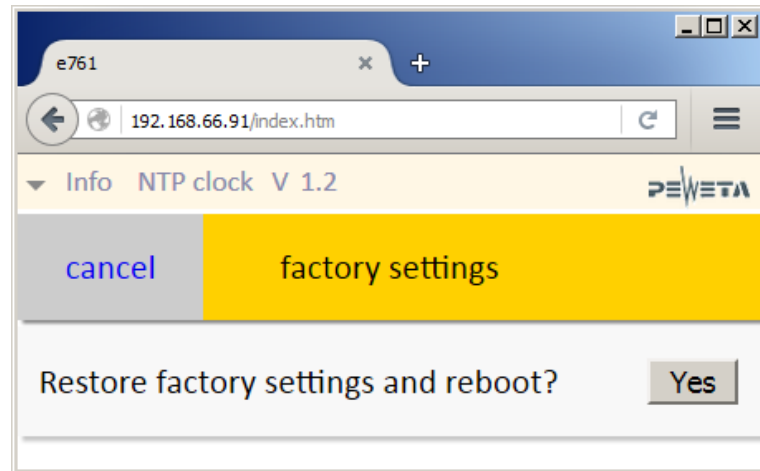 e761
192.168.66.91/index.htm
Info NTP clock V 1.2
PEWETA
cancel factory settings
Restore factory settings and reboot? Yes